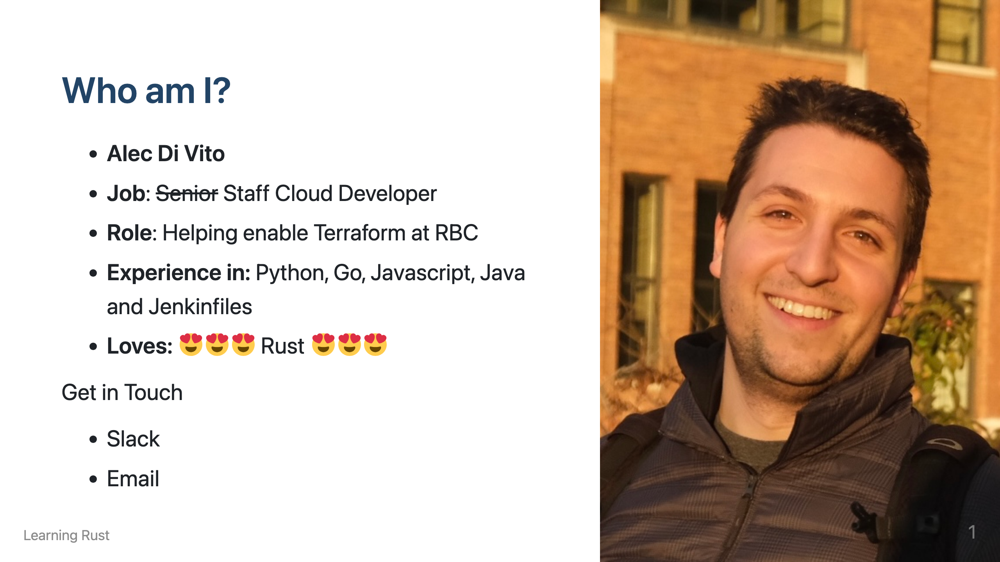 Who am I?
• Alec Di Vito
• Job: Senior Staff Cloud Developer
• Role: Helping enable Terraform at RBC
• Experience in: Python, Go, Javascript, Java
and Jenkinfiles
• Loves: 😍😍😍 Rust 😍😍😍
Get in Touch
• Slack
• Email
Learning Rust
1